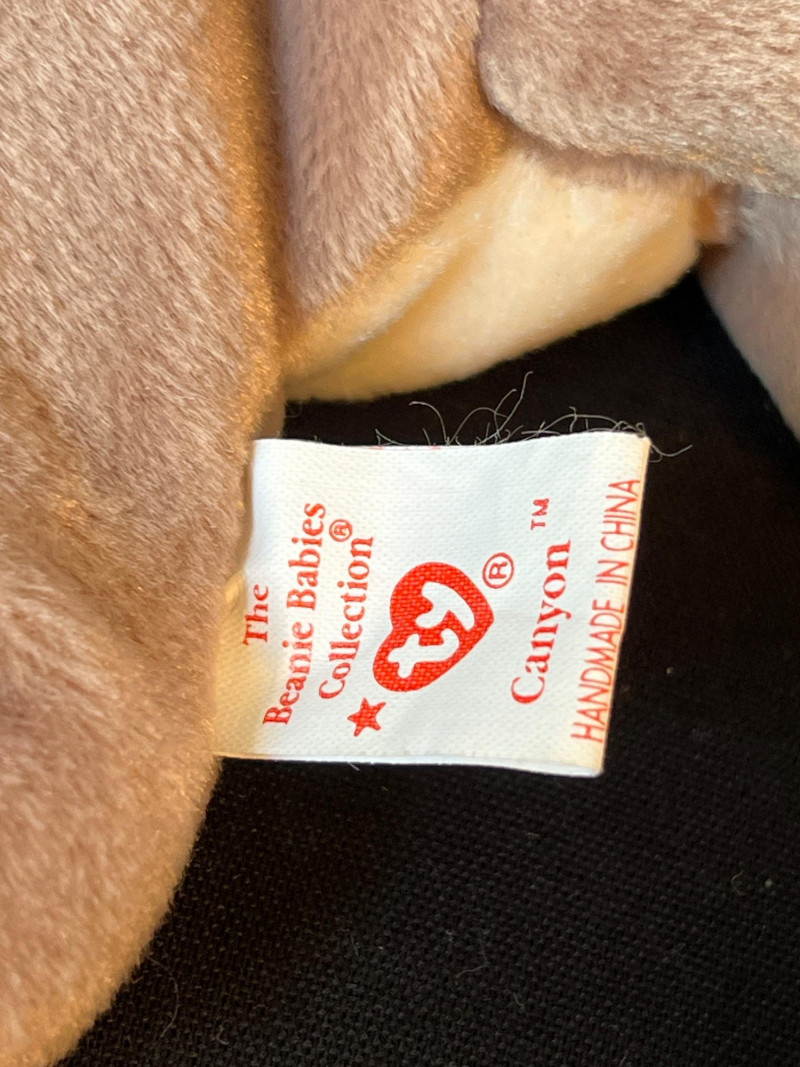 The
Beanie Babies
Collection®
ty®
Canyon™
HANDMADE IN CHINA